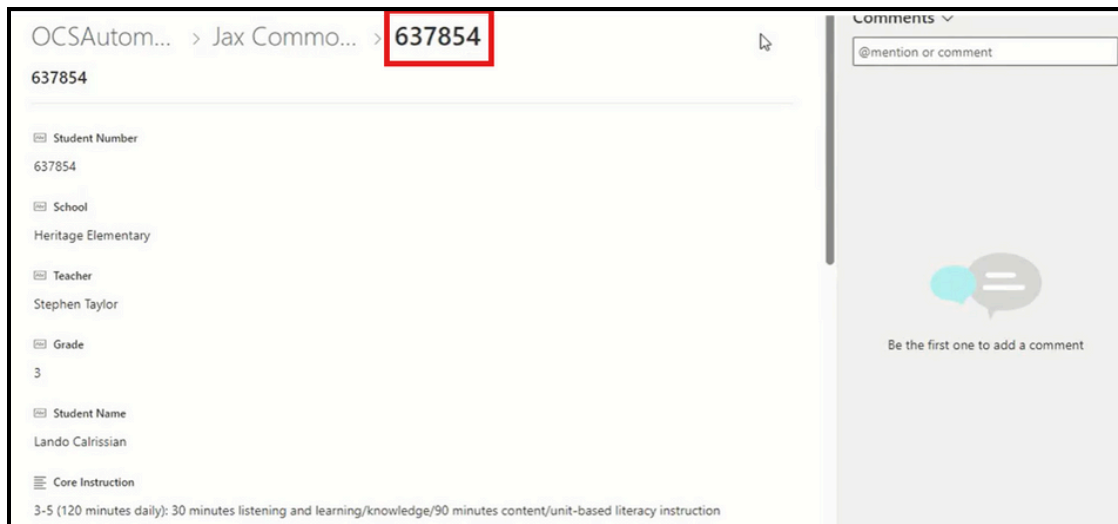 OCSAutom... > Jax Commo... > 637854
637854
Student Number
637854
School
Heritage Elementary
Teacher
Stephen Taylor
Grade
3
Student Name
Lando Calrissian
Core Instruction
3-5 (120 minutes daily): 30 minutes listening and learning/knowledge/90 minutes content/unit-based literacy instruction
Comments
@mention or comment
Be the first one to add a comment